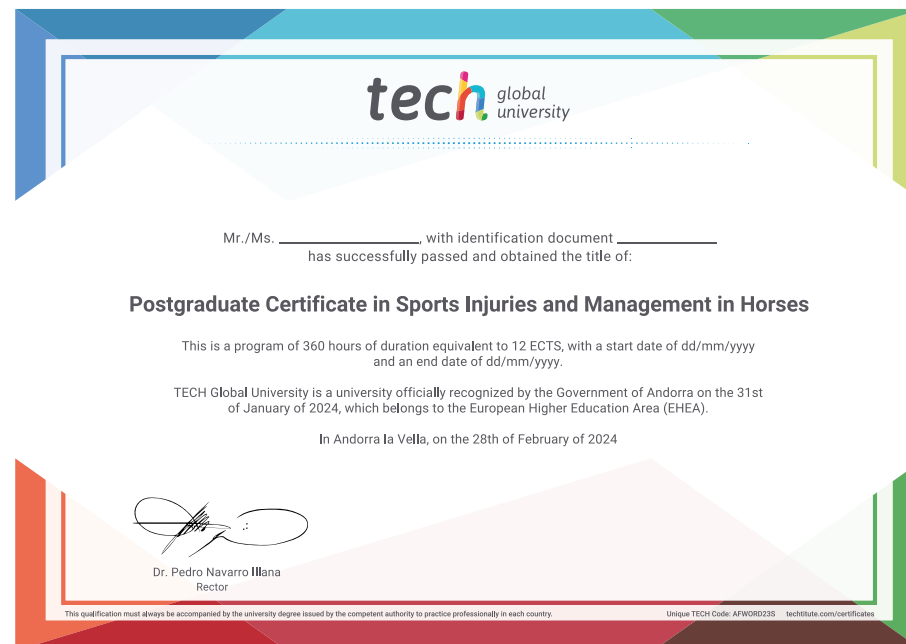 tech global
university
Mr./Ms. ________________, with identification document ____________
has successfully passed and obtained the title of:
Postgraduate Certificate in Sports Injuries and Management in Horses
This is a program of 360 hours of duration equivalent to 12 ECTS, with a start date of dd/mm/yyyy
and an end date of dd/mm/yyyy.
TECH Global University is a university officially recognized by the Government of Andorra on the 31st
of January of 2024, which belongs to the European Higher Education Area (EHEA).
In Andorra la Vella, on the 28th of February of 2024
Dr. Pedro Navarro Illana
Rector
This qualification must always be accompanied by the university degree issued by the competent authority to practice professionally in each country. Unique TECH Code: AFWORD23S techtitute.com/certificates